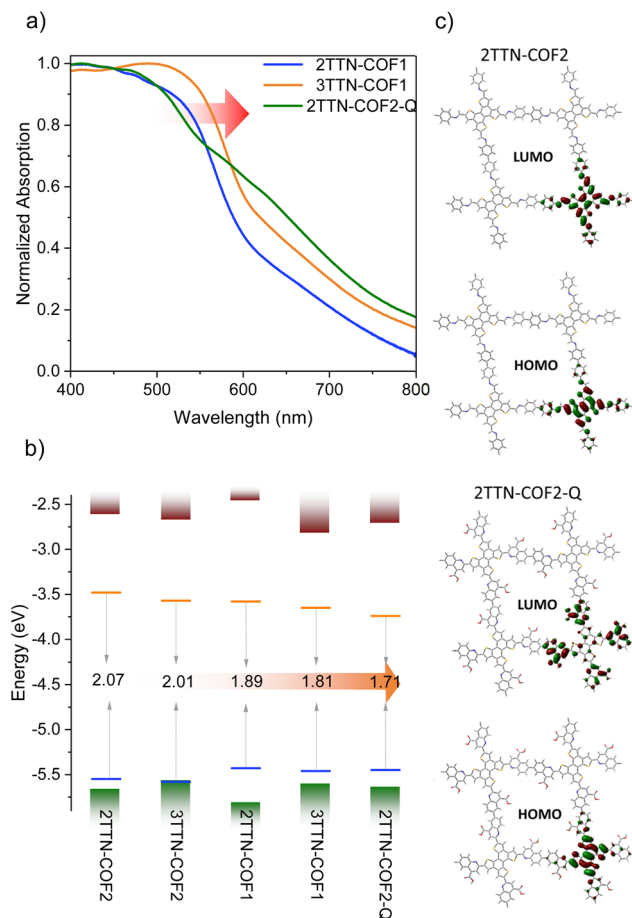 a)
2TTN-COF1
3TTN-COF1
2TTN-COF2-Q
1.0
0.8
0.6
0.4
0.2
0.0
400
500
600
700
800
Normalized Absorption
Wavelength (nm)
b)
-2.5
-3.0
-3.5
-4.0
-4.5
-5.0
-5.5
Energy (eV)
2.07
2.01
1.89
1.81
1.71
2TTN-COF2
3TTN-COF2
2TTN-COF1
3TTN-COF1
2TTN-COF2-Q
c)
2TTN-COF2
LUMO
HOMO
2TTN-COF2-Q
LUMO
HOMO